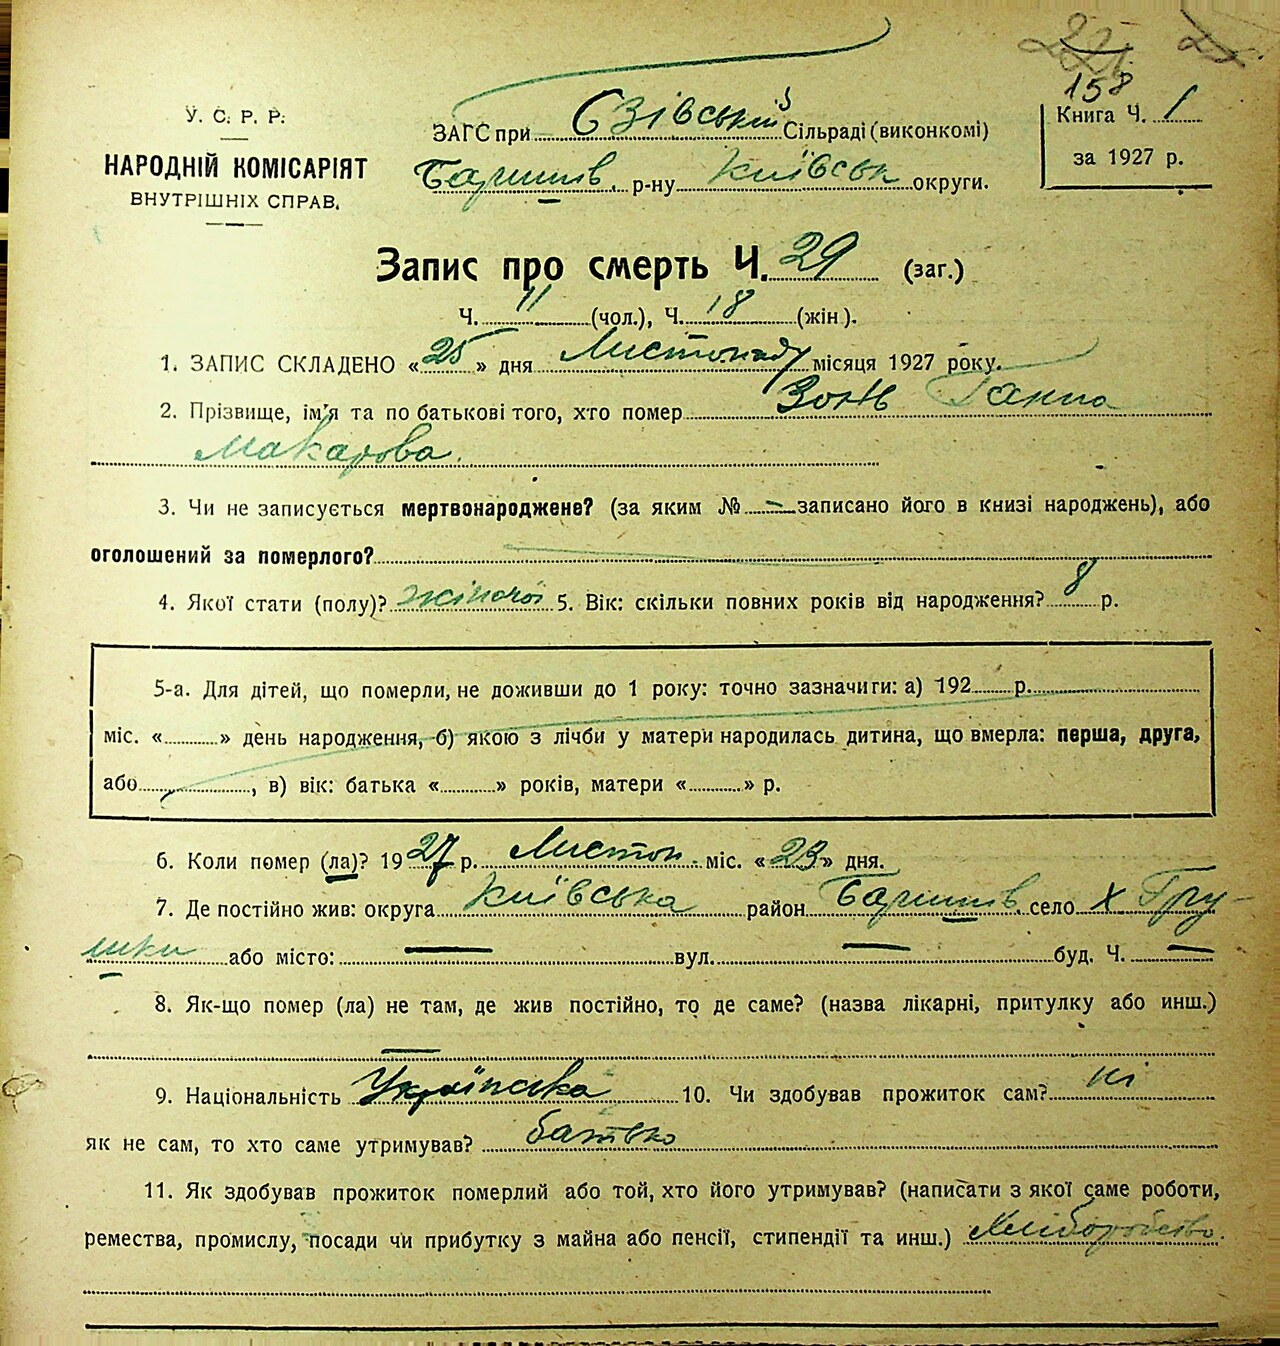 158
У. С. Р. Р.
НАРОДНІЙ КОМІСАРІЯТ
ВНУТРІШНІХ СПРАВ.
ЗАГС при Єзівській Сільраді (виконкомі)
Баришів. р-ну Київськ округи.
Книга Ч. 1
за 1927 р.
Запис про смерть Ч. 29 (заг.)
Ч. 11 (чол.), Ч. 18 (жін).
1. ЗАПИС СКЛАДЕНО «25» дня Листопаду місяця 1927 року.
2. Прізвище, ім'я та по батькові того, хто помер Зонь Ганна
Макарова.
3. Чи не записується мертвонароджене? (за яким № — записано його в книзі народжень), або
оголошений за померлого?
4. Якої стати (полу)? жіночої 5. Вік: скільки повних років від народження? 8 р.
5-а. Для дітей, що померли, не доживши до 1 року: точно зазначиги: а) 192 р.
міс. « » день народження, б) якою з лічби у матери народилась дитина, що вмерла: перша, друга,
або , в) вік: батька « » років, матери « » р.
6. Коли помер (ла)? 1927 р. Листоп. міс. «23» дня.
7. Де постійно жив: округа Київська район Баришів. село х Гру-
шки або місто: — вул. — буд. Ч. —
8. Як-що помер (ла) не там, де жив постійно, то де саме? (назва лікарні, притулку або инш.)
—
9. Національність Українська 10. Чи здобував прожиток сам? ні
як не сам, то хто саме утримував? батько
11. Як здобував прожиток померлий або той, хто його утримував? (написати з якої саме роботи,
ремества, промислу, посади чи прибутку з майна або пенсії, стипендії та инш.) Хліборобство.